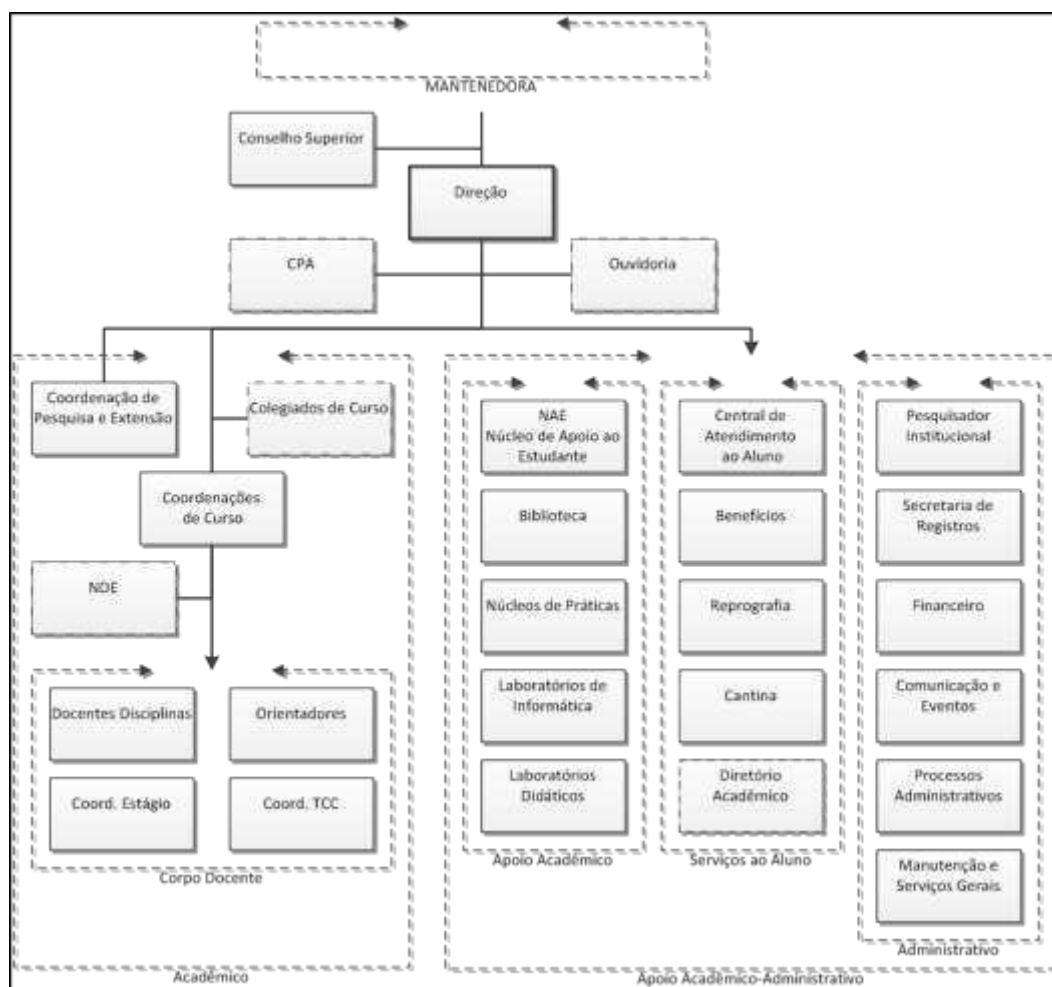 MANTENEDORA
Conselho Superior
Direção
CPA
Ouvidoria
Coordenação de
Pesquisa e Extensão
Colegiados de Curso
Coordenações
de Curso
NDE
Docentes Disciplinas
Orientadores
Coord. Estágio
Coord. TCC
Corpo Docente
Acadêmico
NAE
Núcleo de Apoio ao
Estudante
Biblioteca
Núcleos de Práticas
Laboratórios de
Informática
Laboratórios
Didáticos
Apoio Acadêmico
Central de
Atendimento
ao Aluno
Benefícios
Reprografia
Cantina
Diretório
Acadêmico
Serviços ao Aluno
Pesquisador
Institucional
Secretaria de
Registros
Financeiro
Comunicação e
Eventos
Processos
Administrativos
Manutenção e
Serviços Gerais
Administrativo
Apoio Acadêmico-Administrativo